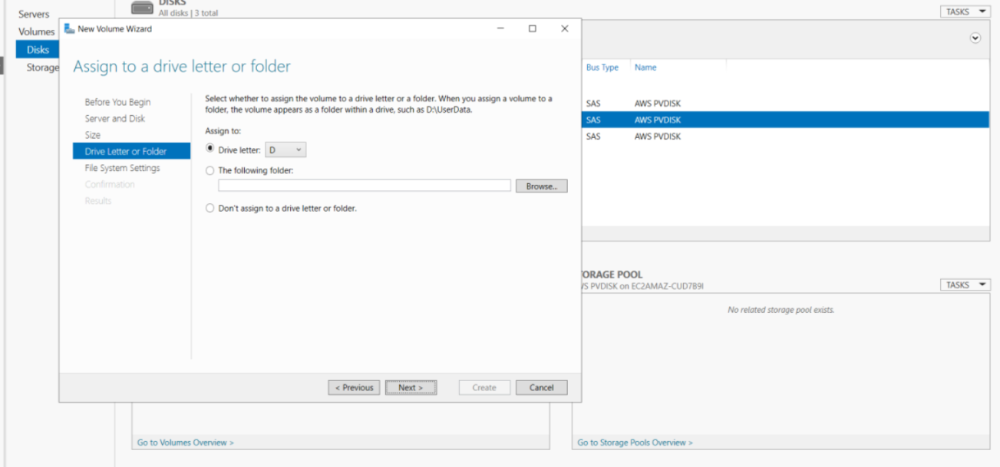 DISKS
All disks | 3 total
TASKS
Servers
Volumes
Disks
Storage
New Volume Wizard
Assign to a drive letter or folder
Before You Begin
Server and Disk
Size
Drive Letter or Folder
File System Settings
Confirmation
Results
Select whether to assign the volume to a drive letter or a folder. When you assign a volume to a
folder, the volume appears as a folder within a drive, such as D:\UserData.
Assign to:
Drive letter: D
The following folder:
Browse...
Don't assign to a drive letter or folder.
< Previous
Next >
Create
Cancel
Bus Type Name
SAS AWS PVDISK
SAS AWS PVDISK
SAS AWS PVDISK
TORAGE POOL
WS PVDISK on EC2AMAZ-CUD7B9I
TASKS
No related storage pool exists.
Go to Volumes Overview >
Go to Storage Pools Overview >